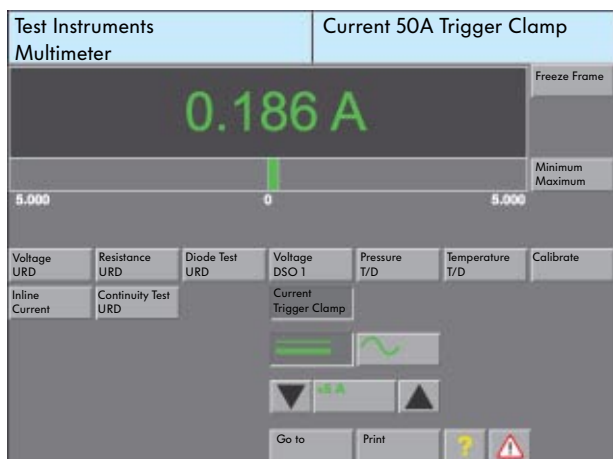 Test Instruments
Multimeter
Current 50A Trigger Clamp
0.186 A
Freeze Frame
Minimum
Maximum
5.000 0 5.000
Voltage
URD
Resistance
URD
Diode Test
URD
Voltage
DSO 1
Pressure
T/D
Temperature
T/D
Calibrate
Inline
Current
Continuity Test
URD
Current
Trigger Clamp
±5 A
Go to
Print
?